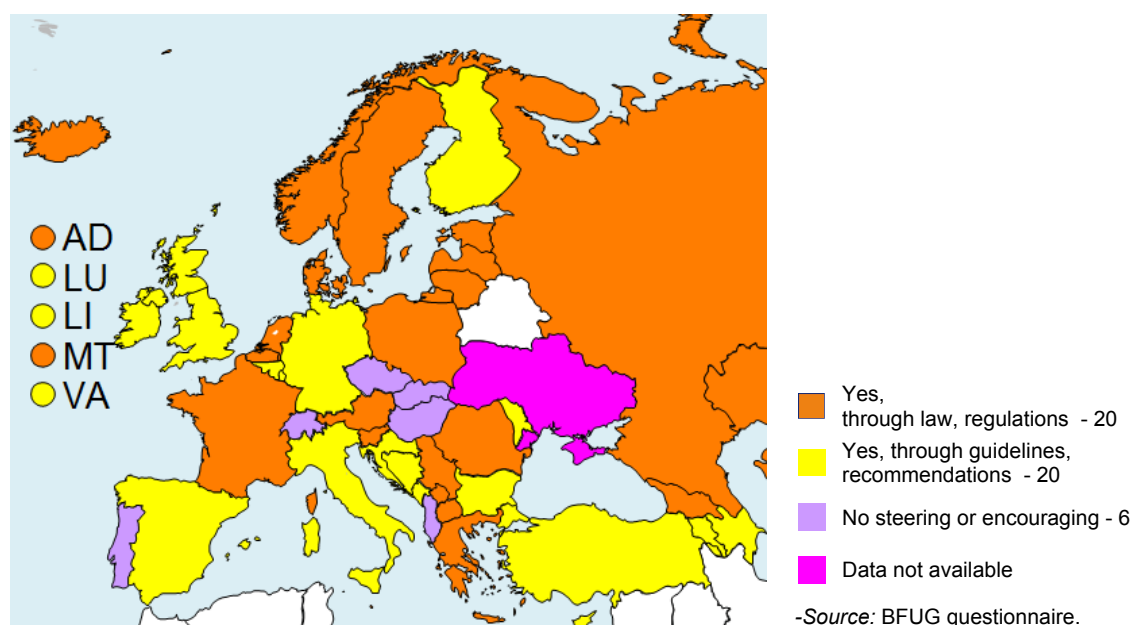 AD
LU
LI
MT
VA
Yes,
through law, regulations - 20
Yes, through guidelines,
recommendations - 20
No steering or encouraging - 6
Data not available
-Source: BFUG questionnaire.